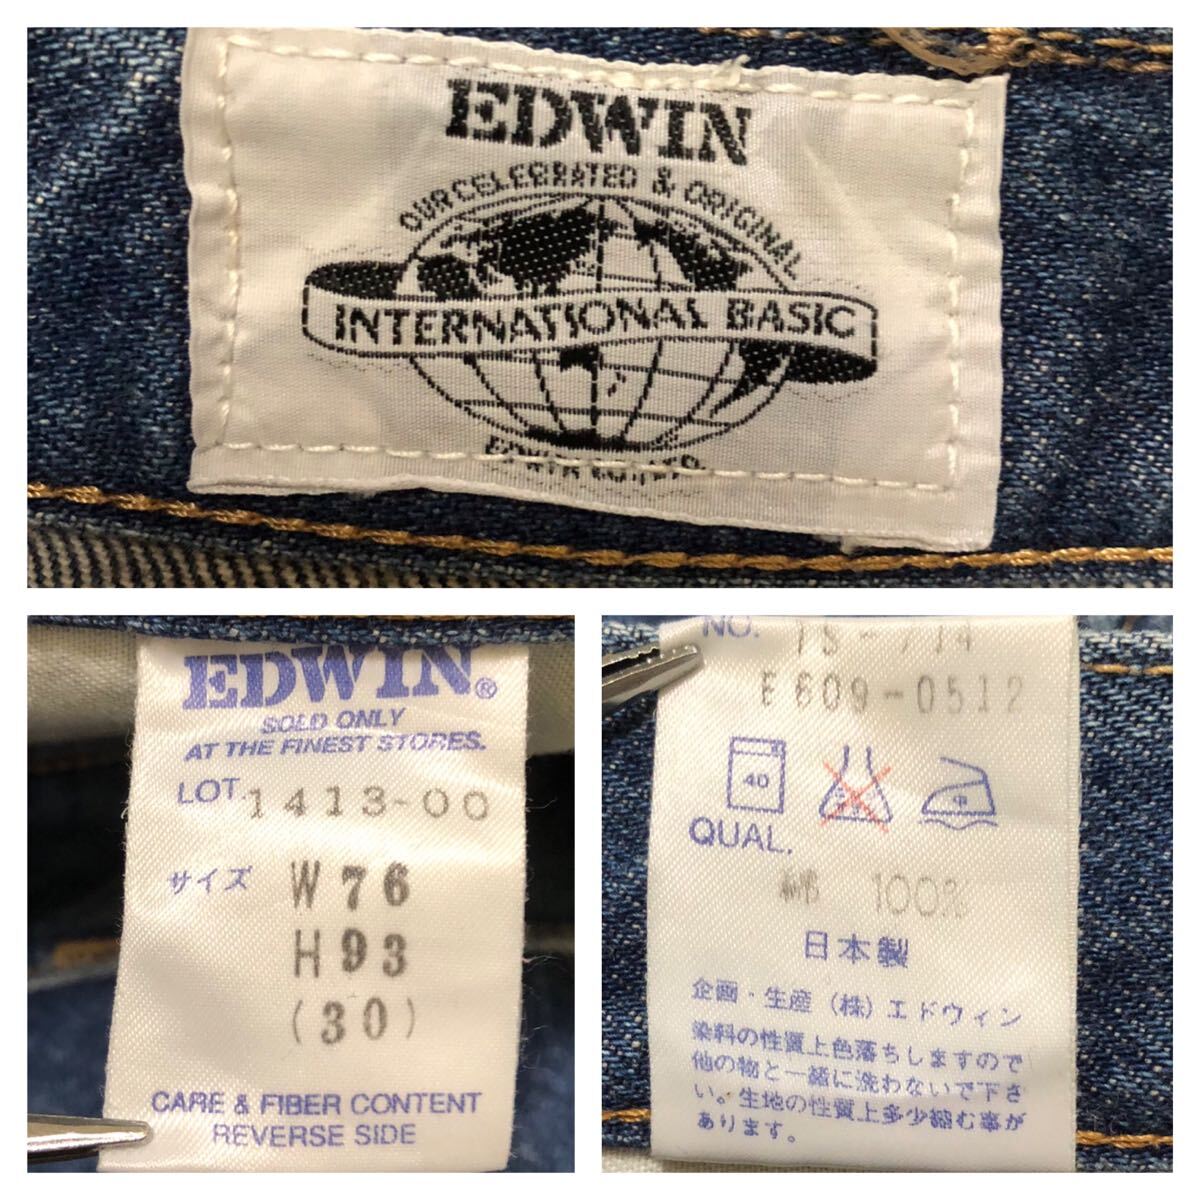 EDWIN
OUR CELEBRATED & ORIGINAL
INTERNATIONAL BASIC
EDWIN CO. LTD.
EDWIN®
SOLD ONLY
AT THE FINEST STORES.
LOT. 1413-00
サイズ W76
H93
(30)
CARE & FIBER CONTENT
REVERSE SIDE
NO.
E609-0512
40
QUAL.
綿 100%
日本製
企画・生産(株)エドウィン
染料の性質上色落ちしますので
他の物と一緒に洗わないで下さ
い。生地の性質上多少縮む事が
あります。